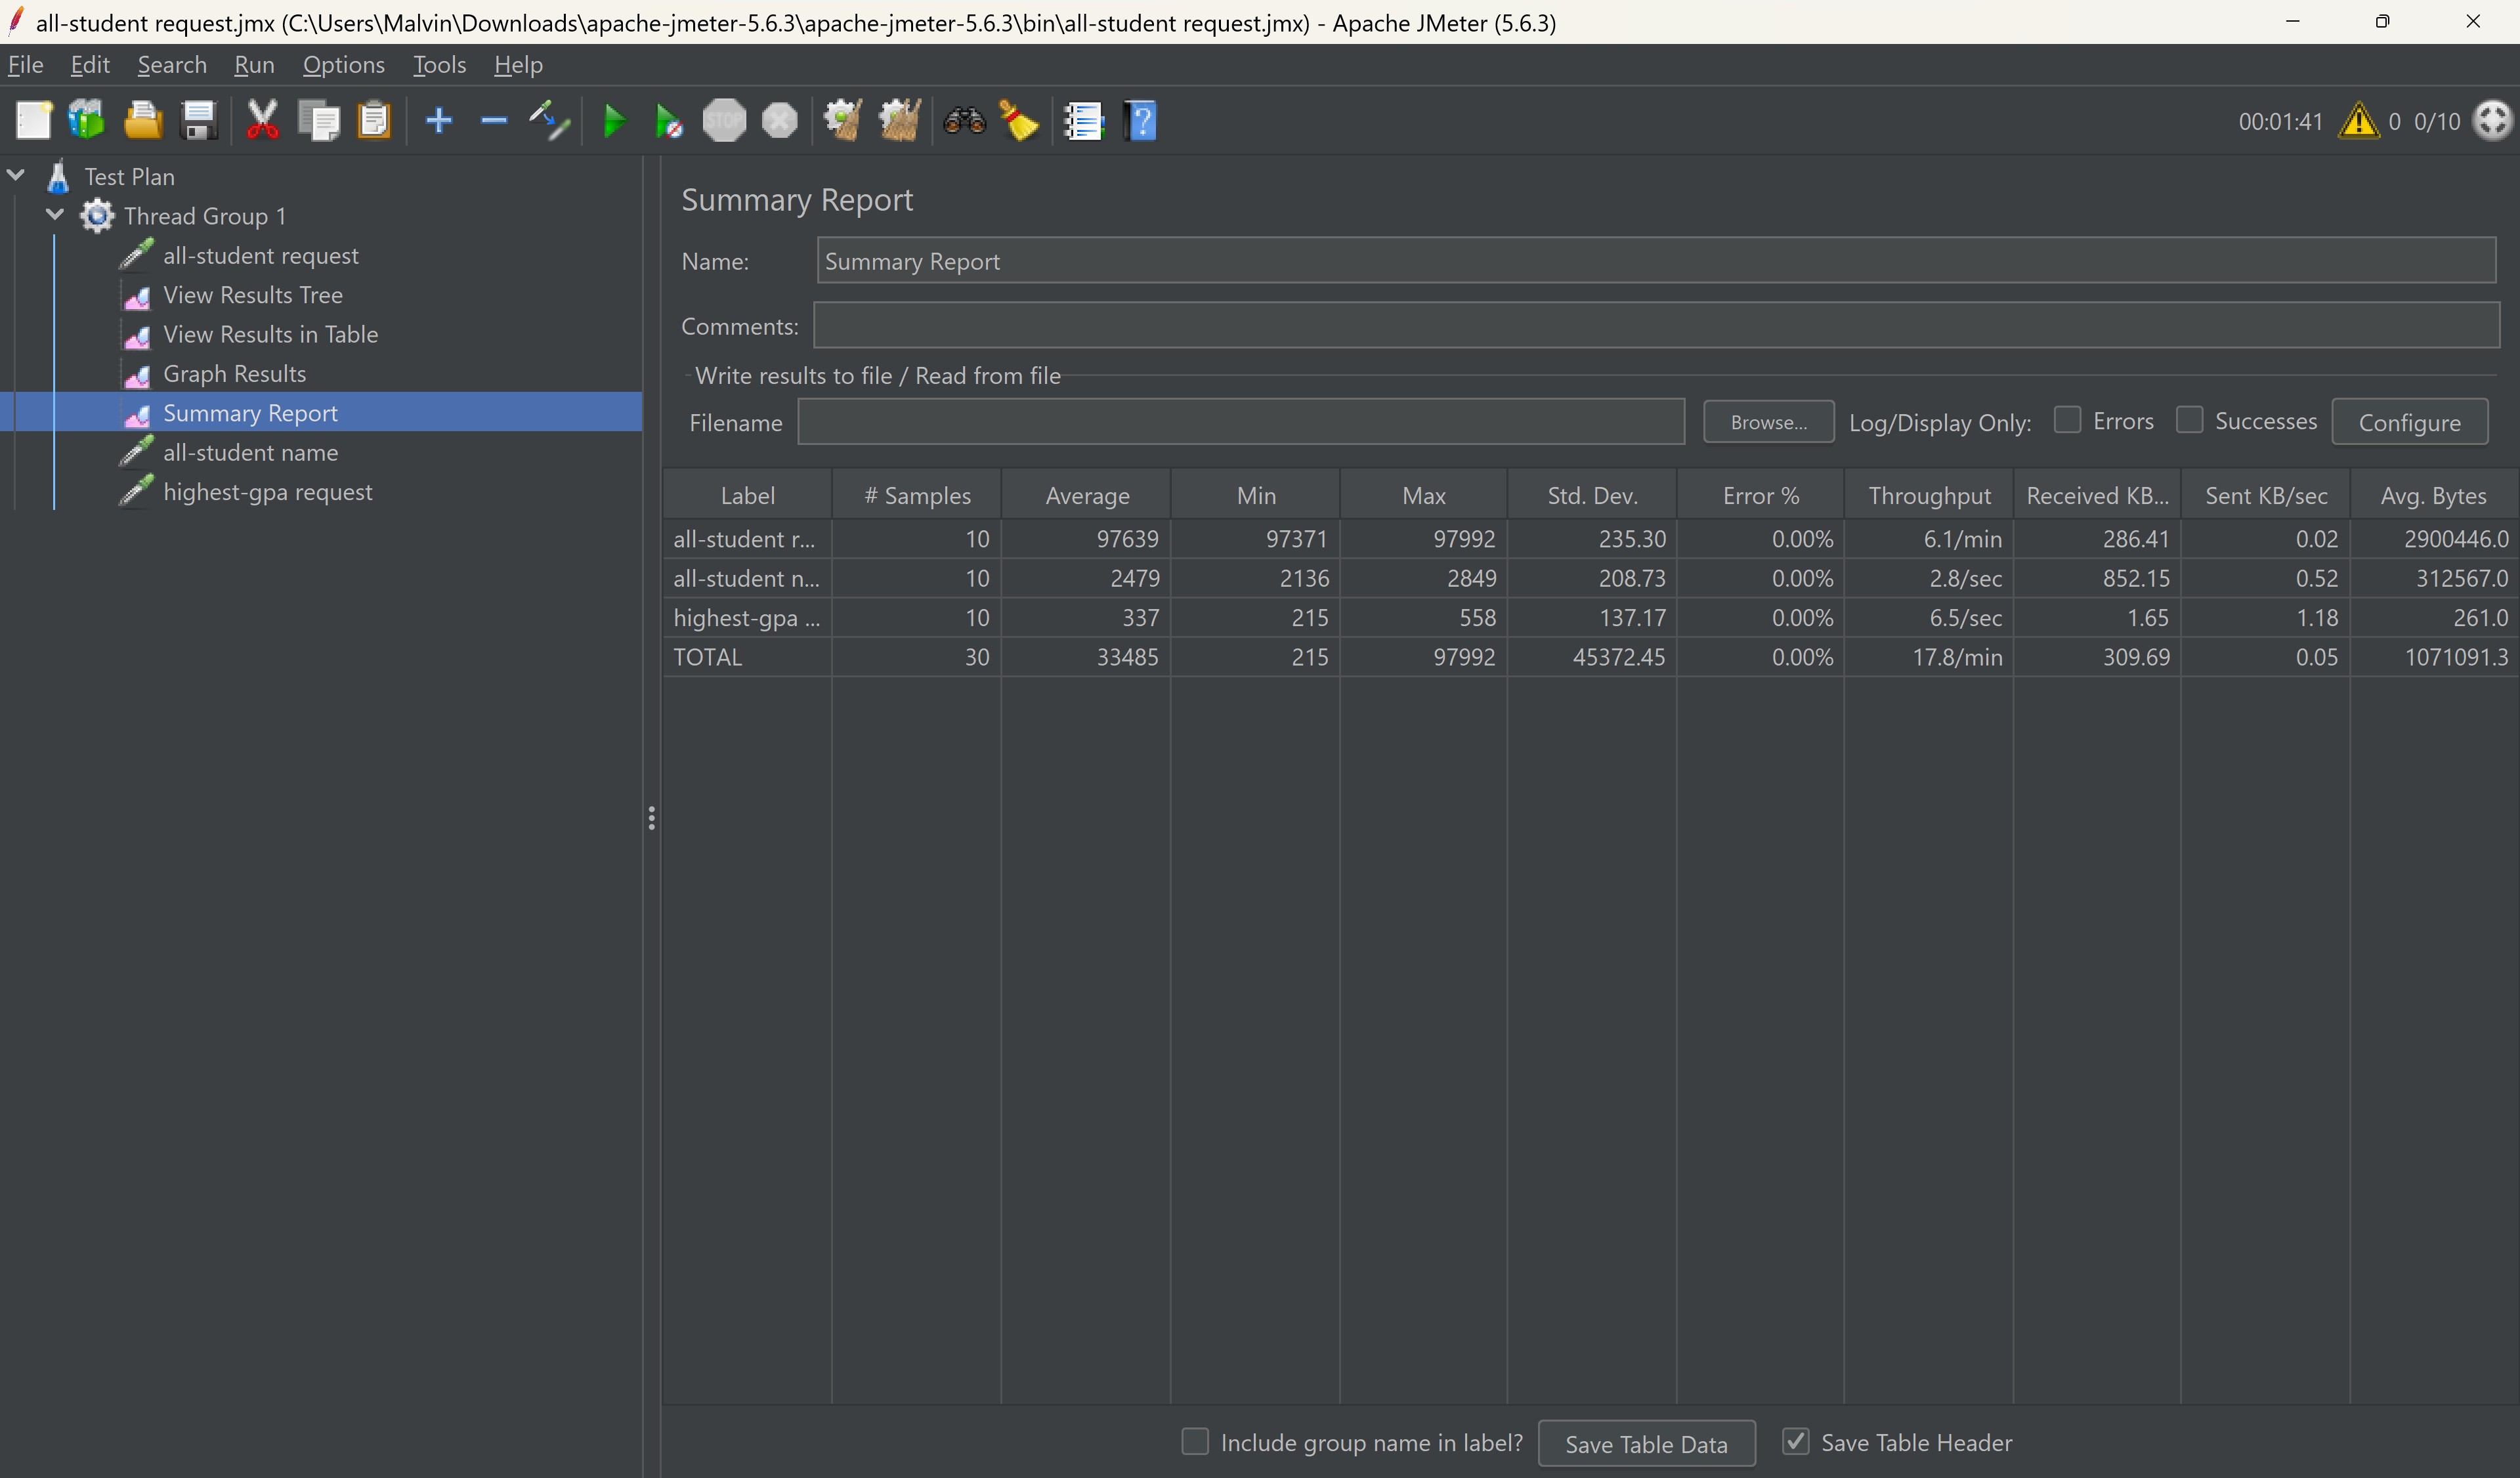 all-student request.jmx (C:\Users\Malvin\Downloads\apache-jmeter-5.6.3\apache-jmeter-5.6.3\bin\all-student request.jmx) - Apache JMeter (5.6.3)
File Edit Search Run Options Tools Help
STOP ? 00:01:41 0 0/10
Test Plan
Thread Group 1
all-student request
View Results Tree
View Results in Table
Graph Results
Summary Report
all-student name
highest-gpa request
Summary Report
Name: Summary Report
Comments:
Write results to file / Read from file
Filename Browse... Log/Display Only: Errors Successes Configure
Label # Samples Average Min Max Std. Dev. Error % Throughput Received KB... Sent KB/sec Avg. Bytes
all-student r... 10 97639 97371 97992 235.30 0.00% 6.1/min 286.41 0.02 2900446.0
all-student n... 10 2479 2136 2849 208.73 0.00% 2.8/sec 852.15 0.52 312567.0
highest-gpa ... 10 337 215 558 137.17 0.00% 6.5/sec 1.65 1.18 261.0
TOTAL 30 33485 215 97992 45372.45 0.00% 17.8/min 309.69 0.05 1071091.3
Include group name in label? Save Table Data Save Table Header